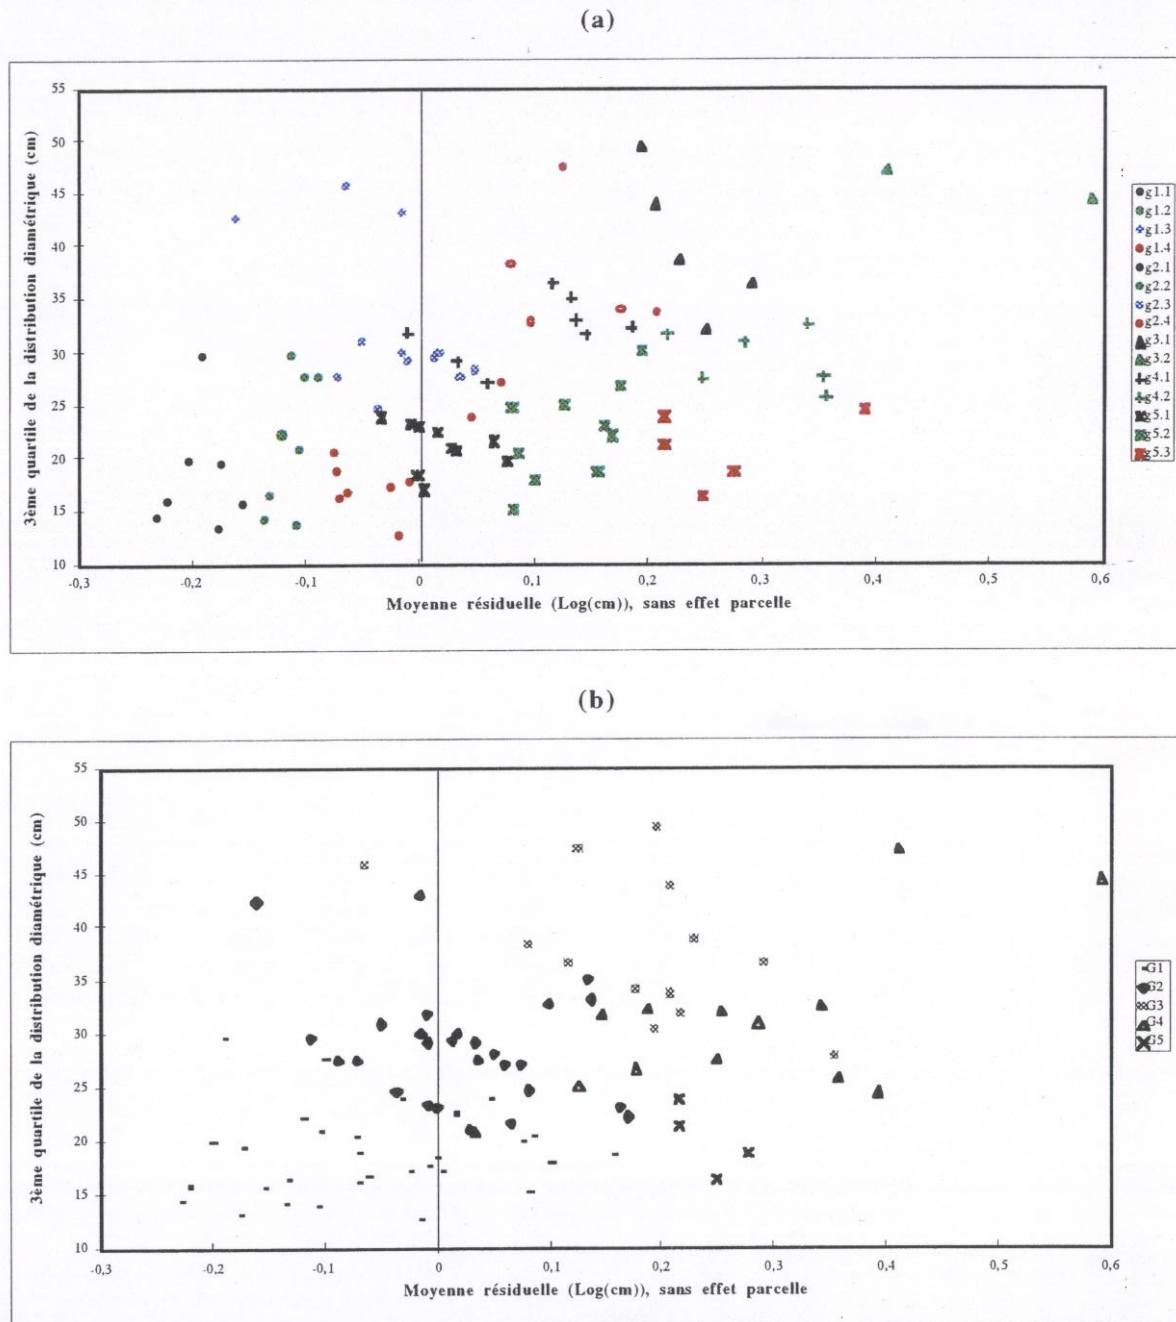 (a)
3ème quartile de la distribution diamétrique (cm)
55
50
45
40
35
30
25
20
15
10
-0,3
-0,2
-0,1
0
0,1
0,2
0,3
0,4
0,5
0,6
Moyenne résiduelle (Log(cm)), sans effet parcelle
g1.1
g1.2
g1.3
g1.4
g2.1
g2.2
g2.3
g2.4
g3.1
g3.2
g4.1
g4.2
g5.1
g5.2
g5.3
(b)
3ème quartile de la distribution diamétrique (cm)
55
50
45
40
35
30
25
20
15
10
-0,3
-0,2
-0,1
0
0,1
0,2
0,3
0,4
0,5
0,6
Moyenne résiduelle (Log(cm)), sans effet parcelle
G1
G2
G3
G4
G5